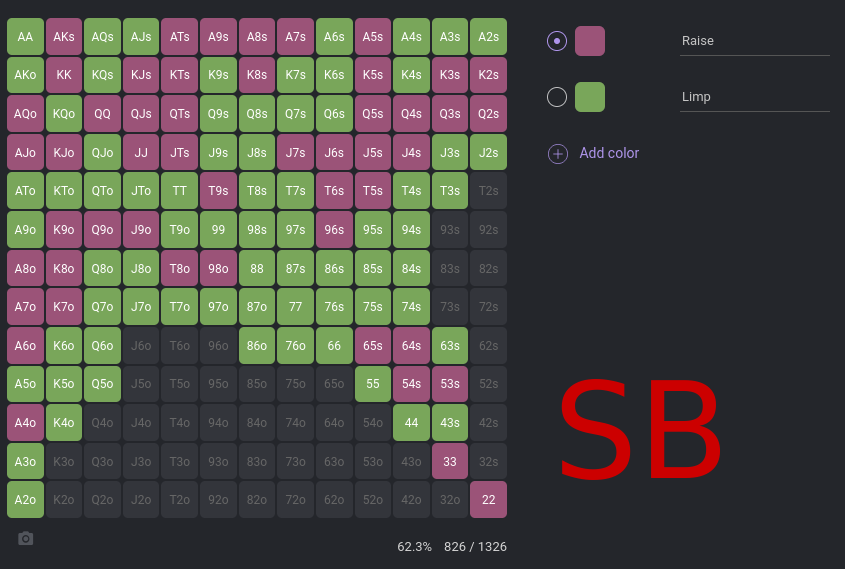 AA AKs AQs AJs ATs A9s A8s A7s A6s A5s A4s A3s A2s
AKo KK KQs KJs KTs K9s K8s K7s K6s K5s K4s K3s K2s
AQo KQo QQ QJs QTs Q9s Q8s Q7s Q6s Q5s Q4s Q3s Q2s
AJo KJo QJo JJ JTs J9s J8s J7s J6s J5s J4s J3s J2s
ATo KTo QTo JTo TT T9s T8s T7s T6s T5s T4s T3s T2s
A9o K9o Q9o J9o T9o 99 98s 97s 96s 95s 94s 93s 92s
A8o K8o Q8o J8o T8o 98o 88 87s 86s 85s 84s 83s 82s
A7o K7o Q7o J7o T7o 97o 87o 77 76s 75s 74s 73s 72s
A6o K6o Q6o J6o T6o 96o 86o 76o 66 65s 64s 63s 62s
A5o K5o Q5o J5o T5o 95o 85o 75o 65o 55 54s 53s 52s
A4o K4o Q4o J4o T4o 94o 84o 74o 64o 54o 44 43s 42s
A3o K3o Q3o J3o T3o 93o 83o 73o 63o 53o 43o 33 32s
A2o K2o Q2o J2o T2o 92o 82o 72o 62o 52o 42o 32o 22
62.3% 826 / 1326
Raise
Limp
Add color
SB